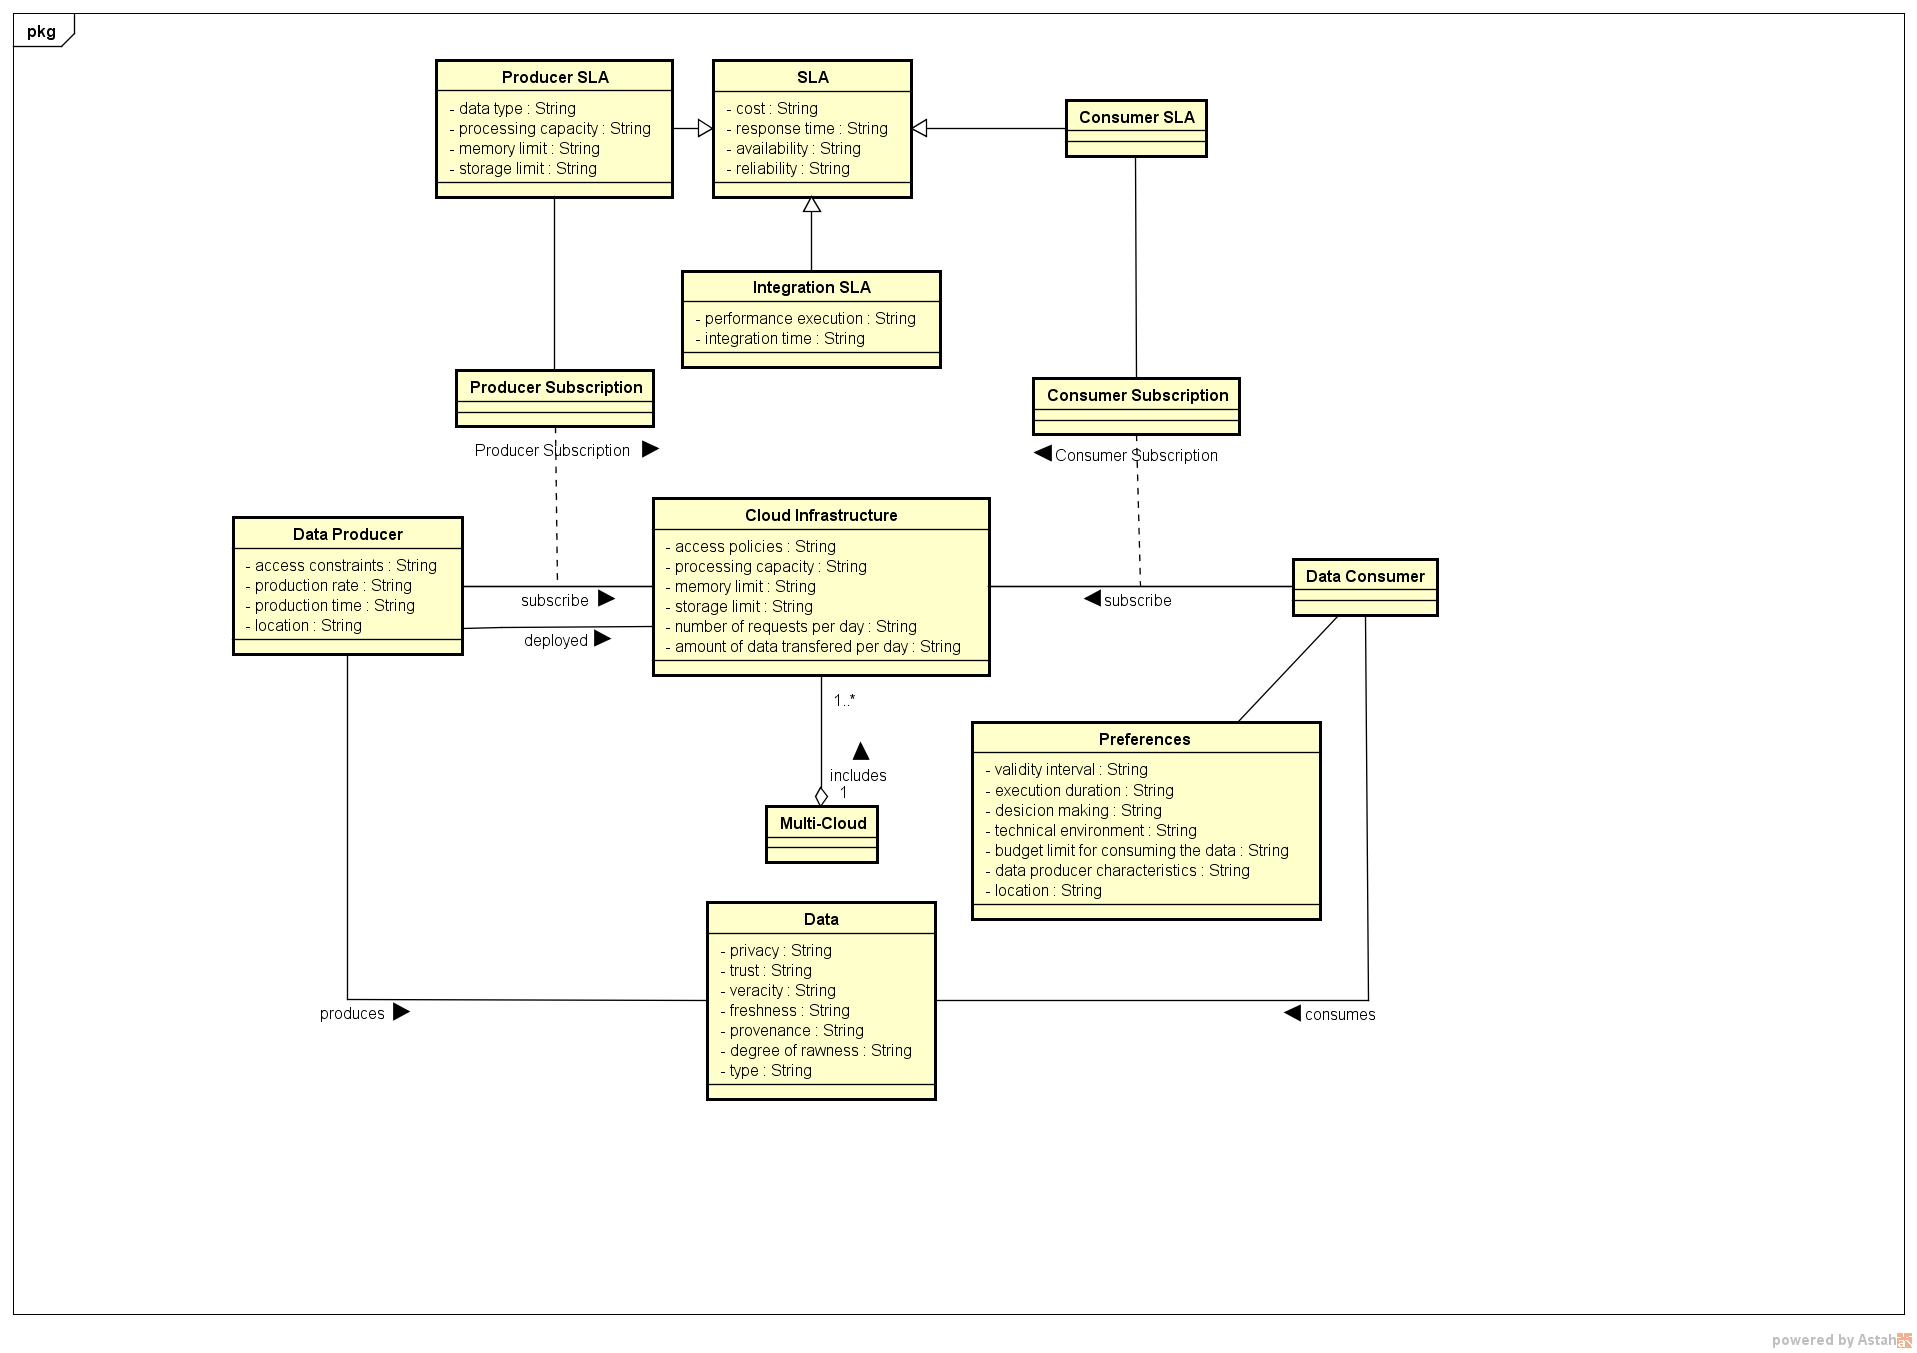 pkg
Producer SLA
- data type : String
- processing capacity : String
- memory limit : String
- storage limit : String
SLA
- cost : String
- response time : String
- availability : String
- reliability : String
Consumer SLA
Integration SLA
- performance execution : String
- integration time : String
Producer Subscription
Consumer Subscription
Producer Subscription
Consumer Subscription
Data Producer
- access constraints : String
- production rate : String
- production time : String
- location : String
Cloud Infrastructure
- access policies : String
- processing capacity : String
- memory limit : String
- storage limit : String
- number of requests per day : String
- amount of data transfered per day : String
Data Consumer
subscribe
subscribe
deployed
1..*
includes
1
Multi-Cloud
Preferences
- validity interval : String
- execution duration : String
- desicion making : String
- technical environment : String
- budget limit for consuming the data : String
- data producer characteristics : String
- location : String
Data
- privacy : String
- trust : String
- veracity : String
- freshness : String
- provenance : String
- degree of rawness : String
- type : String
produces
consumes
powered by Astah